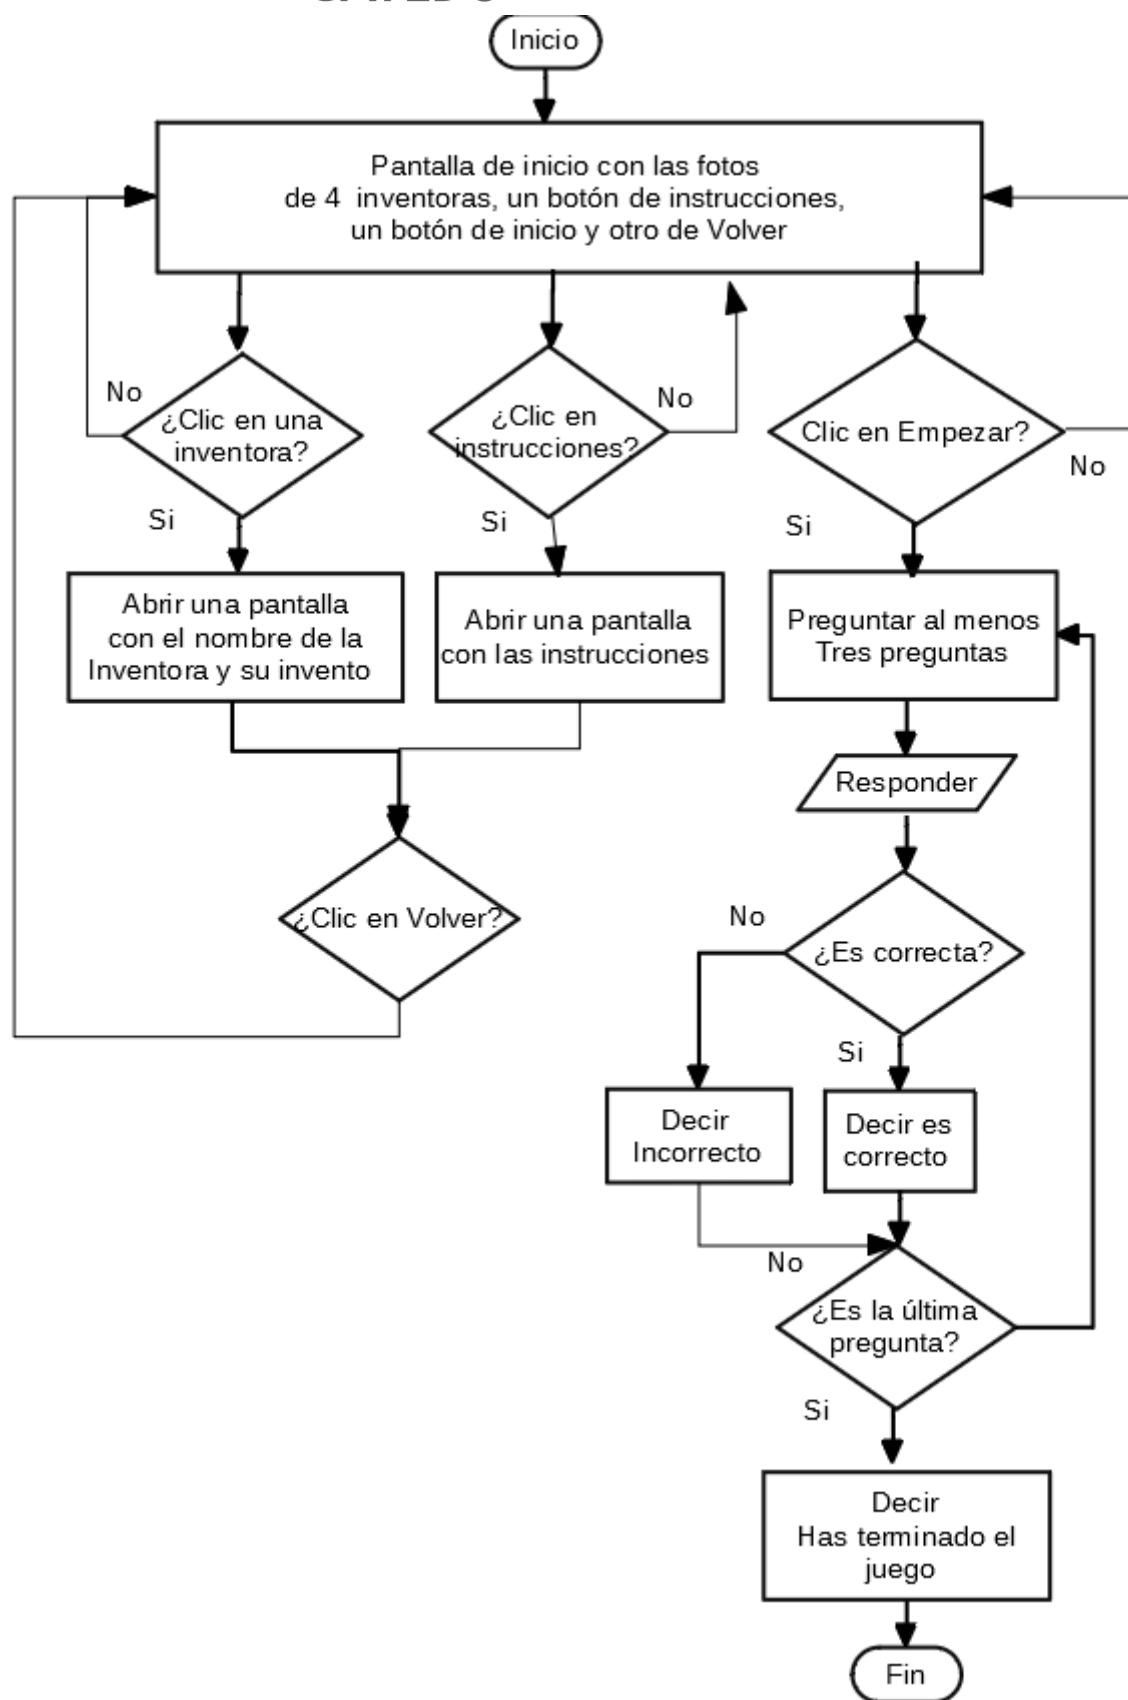 Inicio
Pantalla de inicio con las fotos
de 4 inventoras, un botón de instrucciones,
un botón de inicio y otro de Volver
No
¿Clic en una
inventora?
Si
¿Clic en
instrucciones?
No
Si
Clic en Empezar?
No
Si
Abrir una pantalla
con el nombre de la
Inventora y su invento
Abrir una pantalla
con las instrucciones
Preguntar al menos
Tres preguntas
Responder
¿Clic en Volver?
No
¿Es correcta?
Si
Decir
Incorrecto
Decir es
correcto
No
¿Es la última
pregunta?
Si
Decir
Has terminado el
juego
Fin